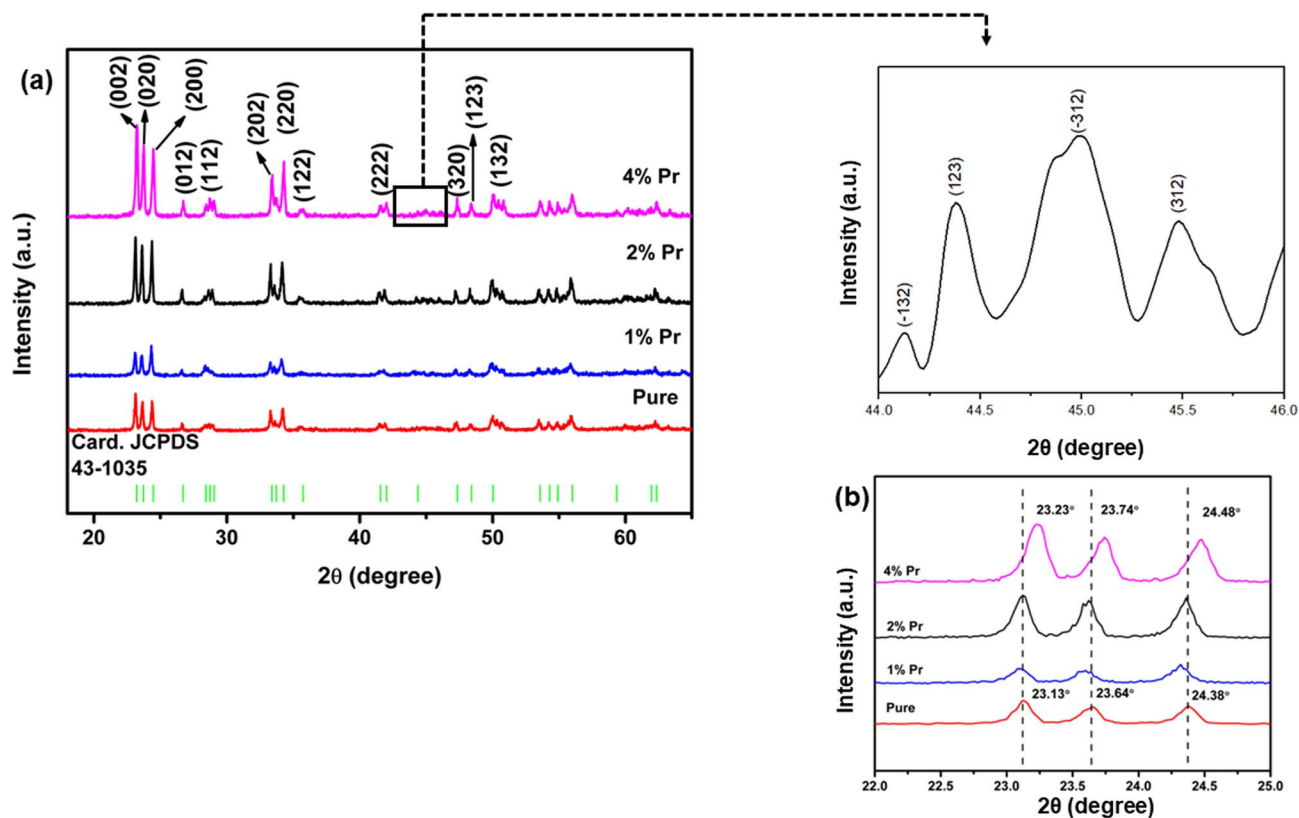 (a)
(002)
(020)
(200)
(012)
(112)
(202)
(220)
(122)
(222)
(320)
(123)
(132)
4% Pr
2% Pr
1% Pr
Pure
Card. JCPDS
43-1035
Intensity (a.u.)
20 30 40 50 60
2θ (degree)
(-132)
(123)
(-312)
(312)
Intensity (a.u.)
44.0 44.5 45.0 45.5 46.0
2θ (degree)
(b)
23.23° 23.74° 24.48°
4% Pr
2% Pr
1% Pr
23.13° 23.64° 24.38°
Pure
Intensity (a.u.)
22.0 22.5 23.0 23.5 24.0 24.5 25.0
2θ (degree)